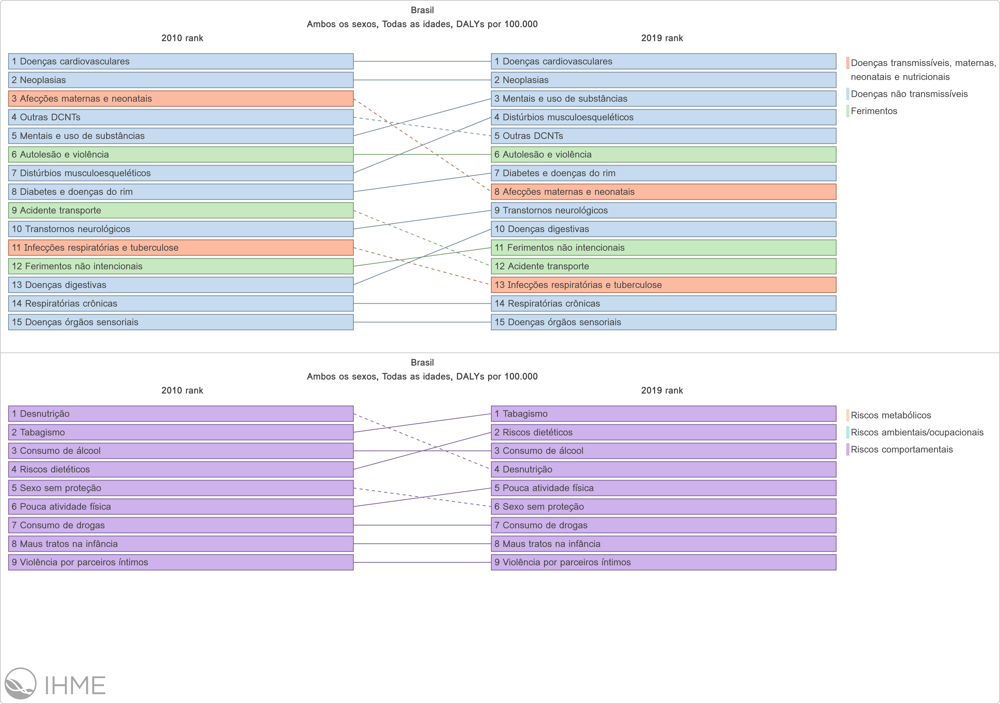 Brasil
Ambos os sexos, Todas as idades, DALYs por 100.000
2010 rank
2019 rank
1 Doenças cardiovasculares
2 Neoplasias
3 Afecções maternas e neonatais
4 Outras DCNTs
5 Mentais e uso de substâncias
6 Autolesão e violência
7 Distúrbios musculoesqueléticos
8 Diabetes e doenças do rim
9 Acidente transporte
10 Transtornos neurológicos
11 Infecções respiratórias e tuberculose
12 Ferimentos não intencionais
13 Doenças digestivas
14 Respiratórias crônicas
15 Doenças órgãos sensoriais
1 Doenças cardiovasculares
2 Neoplasias
3 Mentais e uso de substâncias
4 Distúrbios musculoesqueléticos
5 Outras DCNTs
6 Autolesão e violência
7 Diabetes e doenças do rim
8 Afecções maternas e neonatais
9 Transtornos neurológicos
10 Doenças digestivas
11 Ferimentos não intencionais
12 Acidente transporte
13 Infecções respiratórias e tuberculose
14 Respiratórias crônicas
15 Doenças órgãos sensoriais
Doenças transmissíveis, maternas,
neonatais e nutricionais
Doenças não transmissíveis
Ferimentos
Brasil
Ambos os sexos, Todas as idades, DALYs por 100.000
2010 rank
2019 rank
1 Desnutrição
2 Tabagismo
3 Consumo de álcool
4 Riscos dietéticos
5 Sexo sem proteção
6 Pouca atividade física
7 Consumo de drogas
8 Maus tratos na infância
9 Violência por parceiros íntimos
1 Tabagismo
2 Riscos dietéticos
3 Consumo de álcool
4 Desnutrição
5 Pouca atividade física
6 Sexo sem proteção
7 Consumo de drogas
8 Maus tratos na infância
9 Violência por parceiros íntimos
Riscos metabólicos
Riscos ambientais/ocupacionais
Riscos comportamentais
IHME